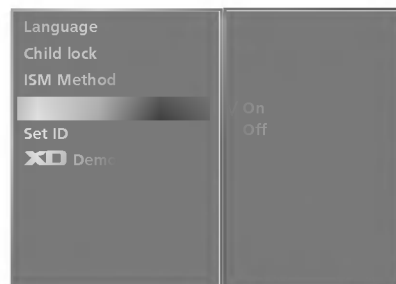 Language
Child lock
ISM Method
Set ID
XD Demo
On
Off